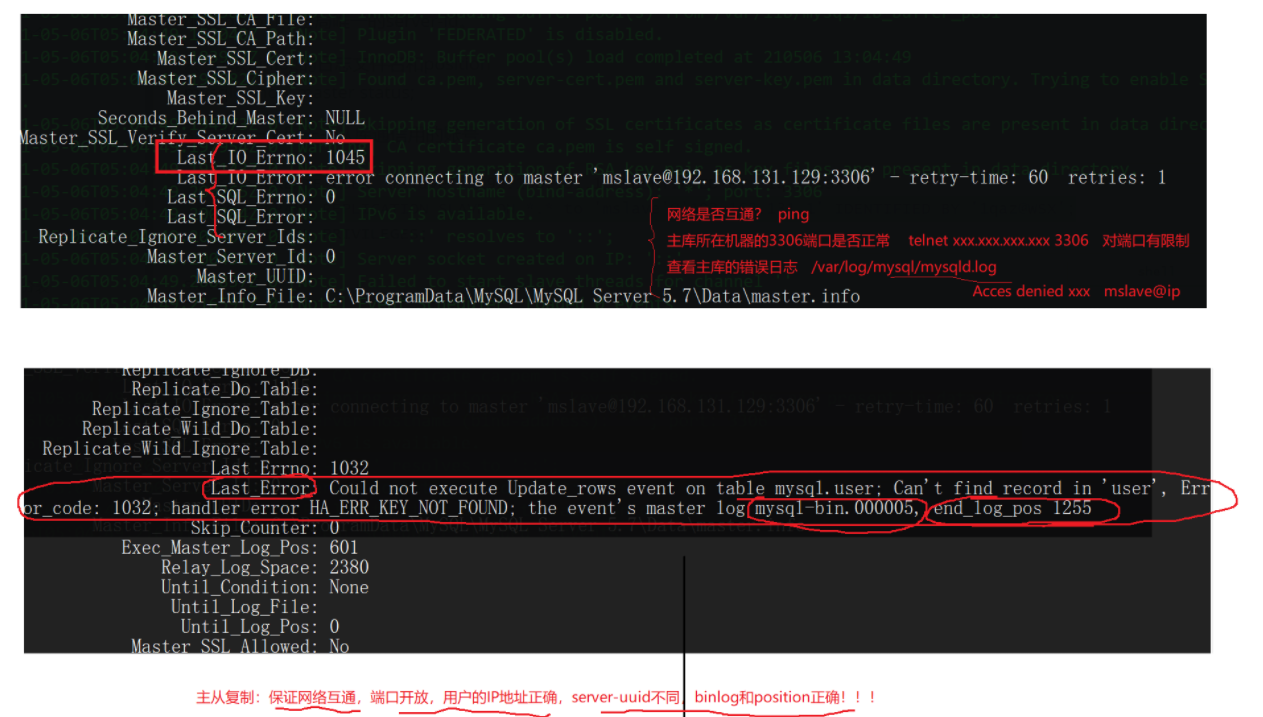 Master_SSL_CA_File:
Master_SSL_CA_Path:
Master_SSL_Cert:
Master_SSL_Cipher:
Master_SSL_Key:
Seconds_Behind_Master: NULL
Master_SSL_Verify_Server_Cert: No
Last_IO_Errno: 1045
Last_IO_Error: error connecting to master 'mslave@192.168.131.129:3306' - retry-time: 60  retries: 1
Last_SQL_Errno: 0
Last_SQL_Error:
Replicate_Ignore_Server_Ids:
Master_Server_Id: 0
Master_UUID:
Master_Info_File: C:\ProgramData\MySQL\MySQL Server 5.7\Data\master.info
网络是否互通? ping
主库所在机器的3306端口是否正常 telnet xxx.xxx.xxx.xxx 3306 对端口有限制
查看主库的错误日志 /var/log/mysql/mysqld.log
Acces denied xxx mslave@ip
Replicate_Ignore_DB:
Replicate_Do_Table:
Replicate_Ignore_Table:
Replicate_Wild_Do_Table:
Replicate_Wild_Ignore_Table:
Last_Errno: 1032
Last_Error: Could not execute Update_rows event on table mysql.user; Can't find record in 'user', Err
or_code: 1032; handler error HA_ERR_KEY_NOT_FOUND; the event's master log mysql-bin.000005, end_log_pos 1255
Skip_Counter: 0
Exec_Master_Log_Pos: 601
Relay_Log_Space: 2380
Until_Condition: None
Until_Log_File:
Until_Log_Pos: 0
Master_SSL_Allowed: No
主从复制：保证网络互通，端口开放，用户的IP地址正确，server-uuid不同，binlog和position正确！！！